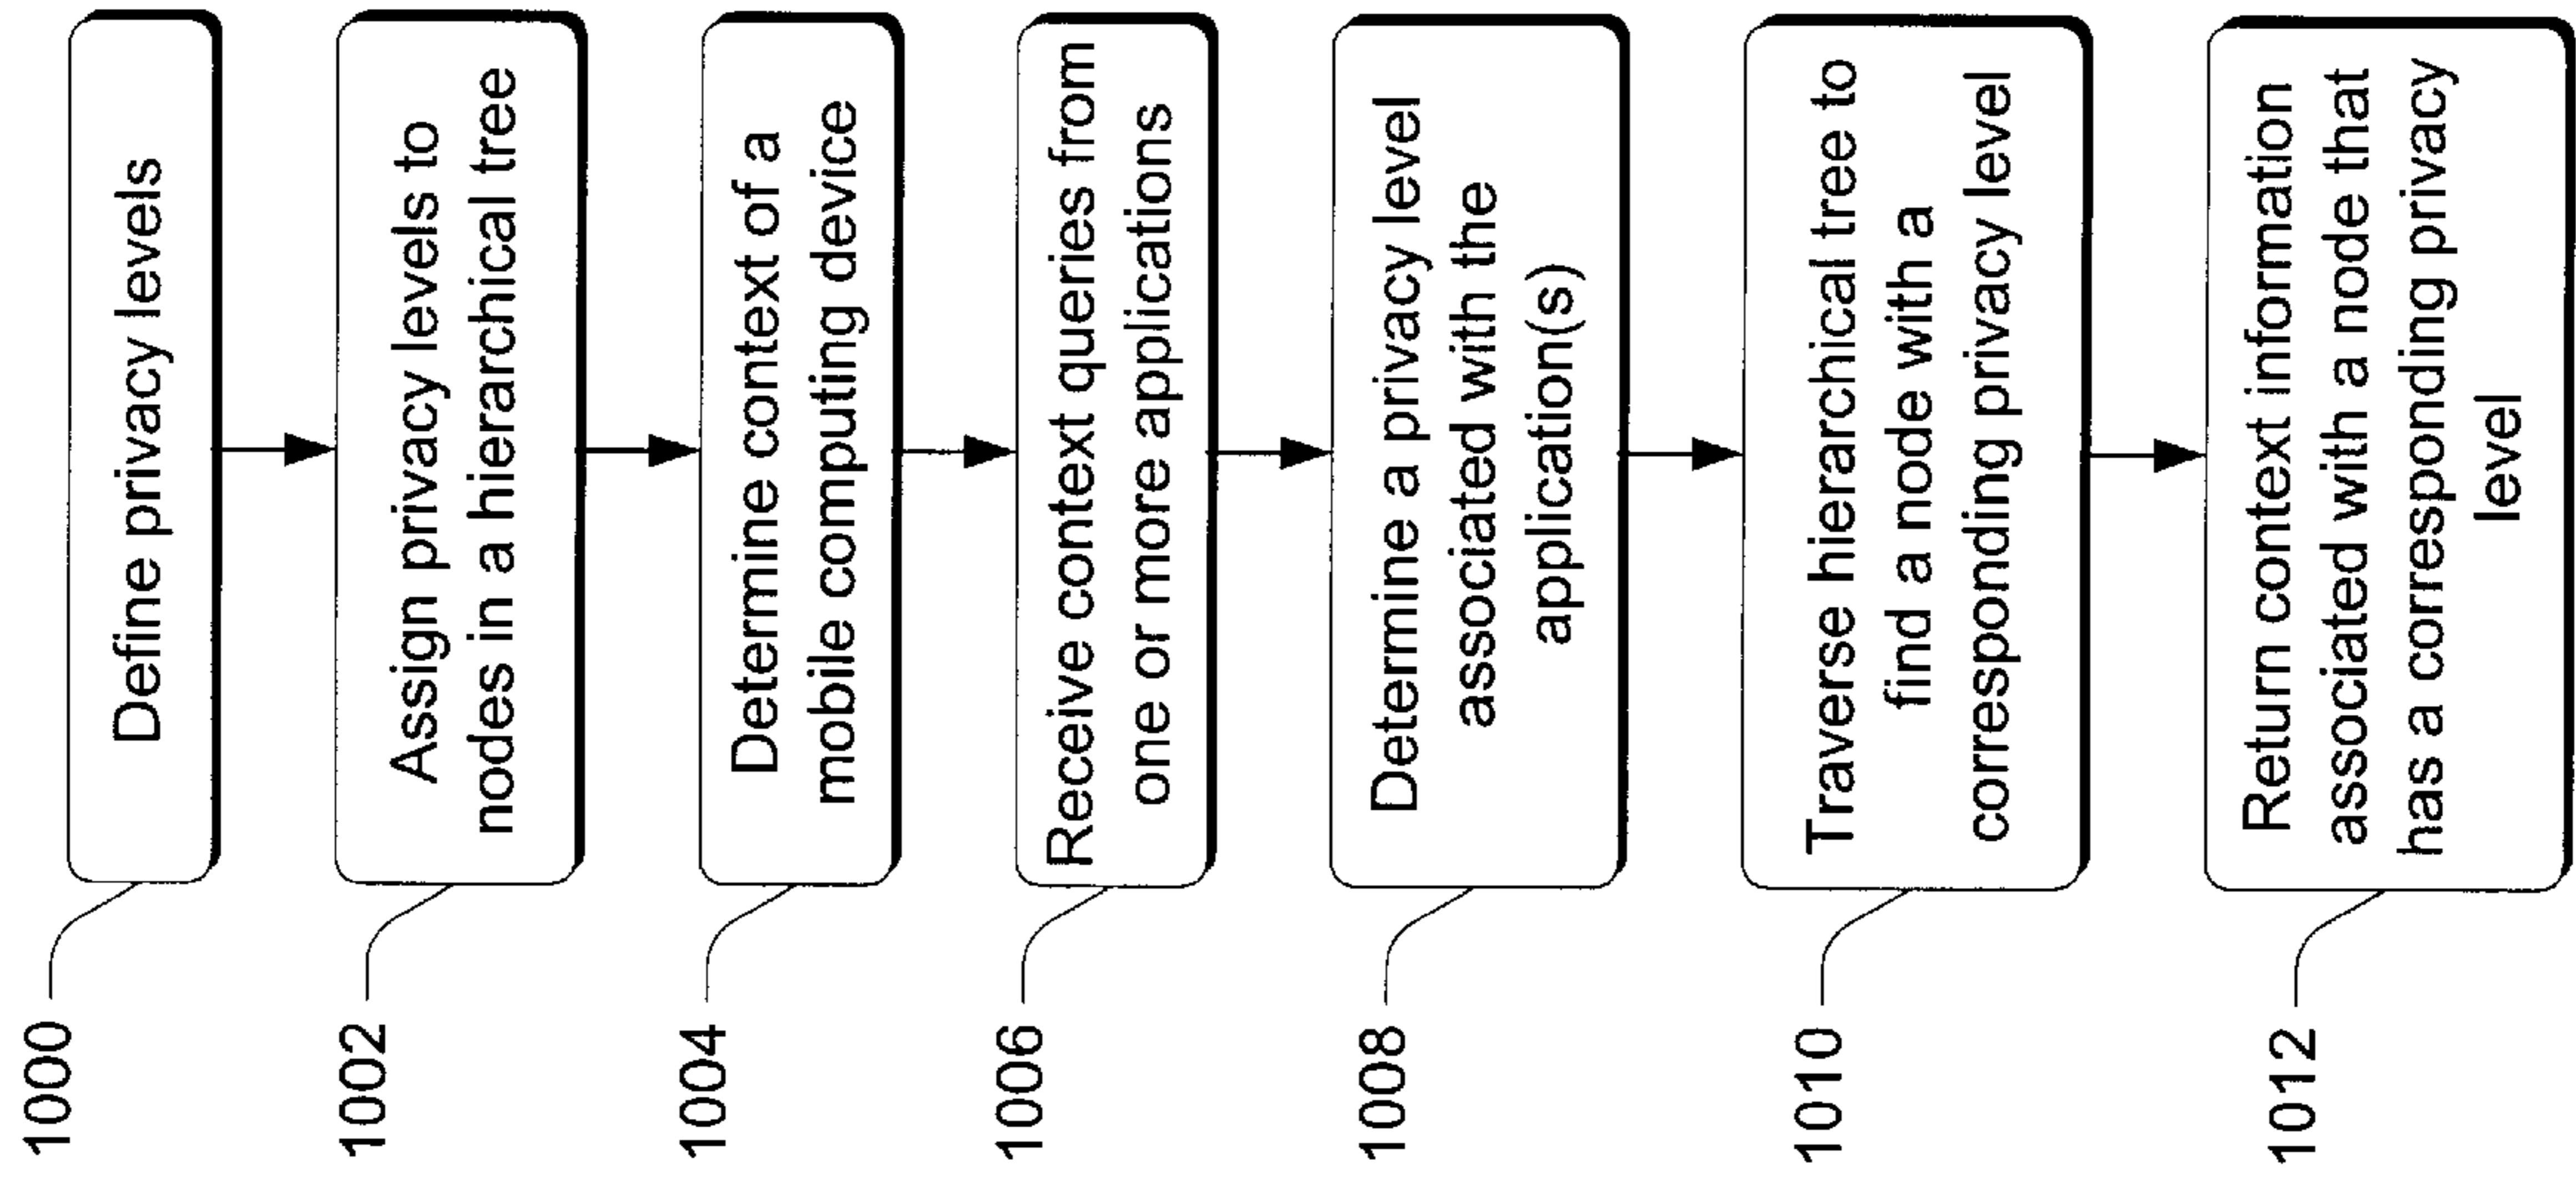 1000
Define privacy levels
1002
Assign privacy levels to
nodes in a hierarchical tree
1004
Determine context of a
mobile computing device
1006
Receive context queries from
one or more applications
1008
Determine a privacy level
associated with the
application(s)
1010
Traverse hierarchical tree to
find a node with a
corresponding privacy level
1012
Return context information
associated with a node that
has a corresponding privacy
level